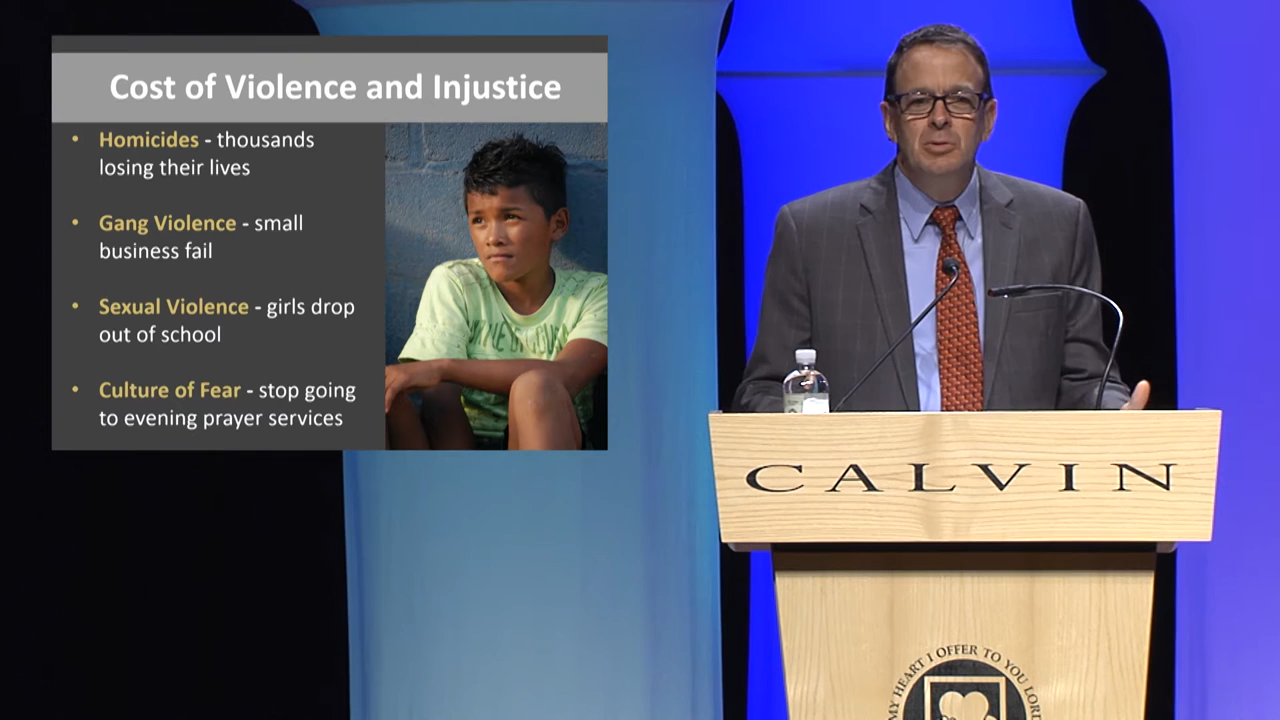 Cost of Violence and Injustice
• Homicides - thousands
losing their lives
• Gang Violence - small
business fail
• Sexual Violence - girls drop
out of school
• Culture of Fear - stop going
to evening prayer services
CALVIN
MY HEART I OFFER TO YOU LORD